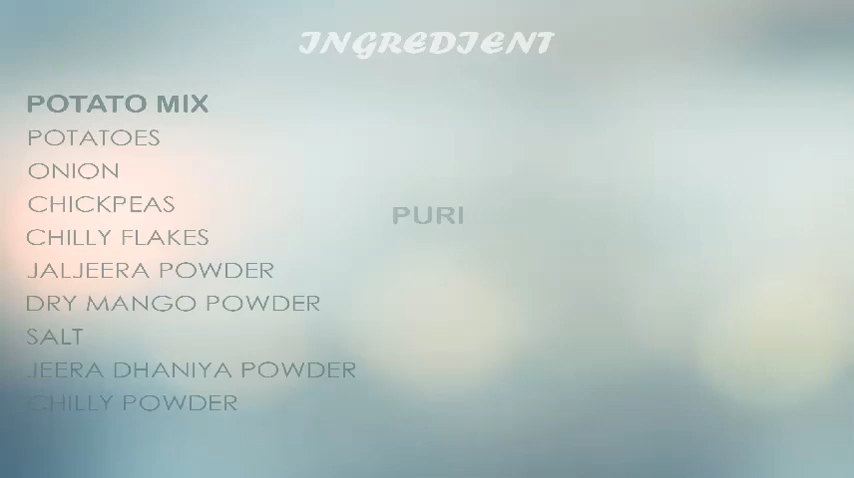 INGREDIENT
POTATO MIX
POTATOES
ONION
CHICKPEAS
CHILLY FLAKES
JALJEERA POWDER
DRY MANGO POWDER
SALT
JEERA DHANIYA POWDER
CHILLY POWDER
PURI